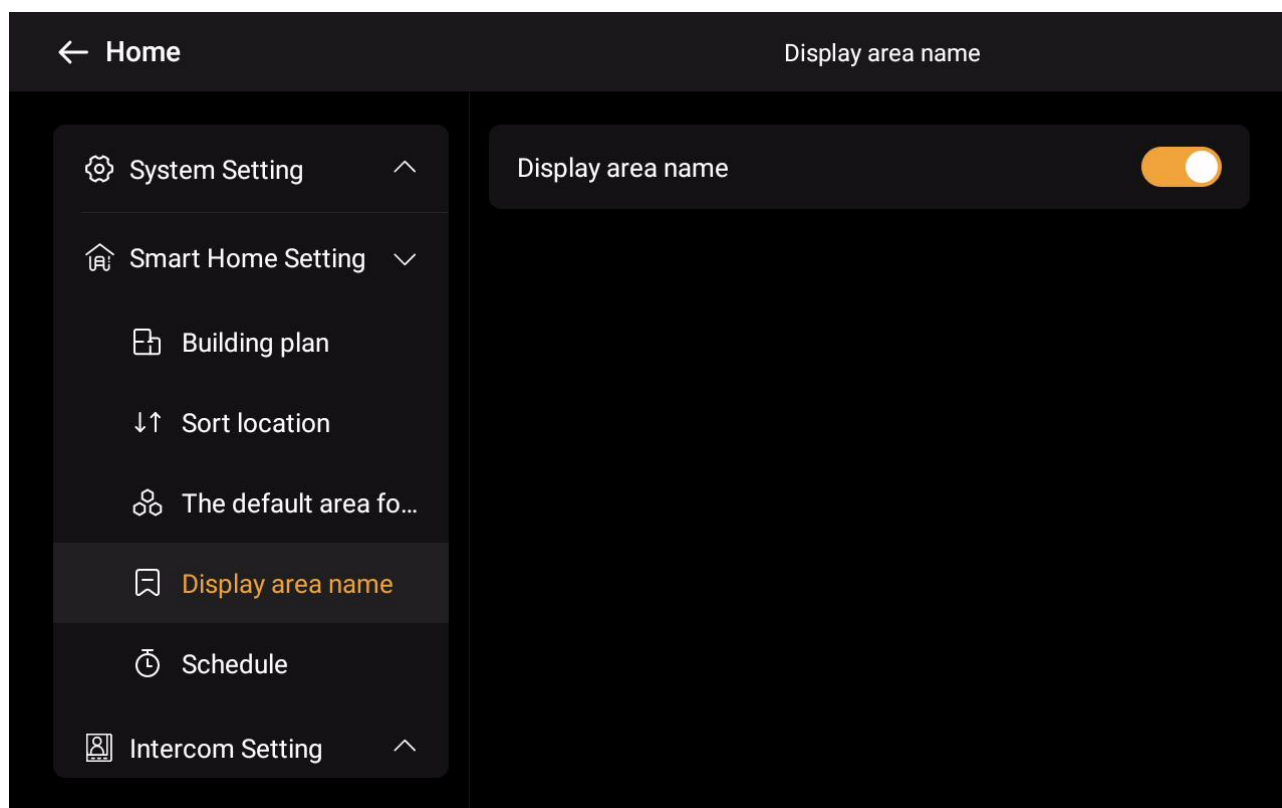 Home
Display area name
System Setting
Display area name
Smart Home Setting
Building plan
Sort location
The default area fo...
Display area name
Schedule
Intercom Setting